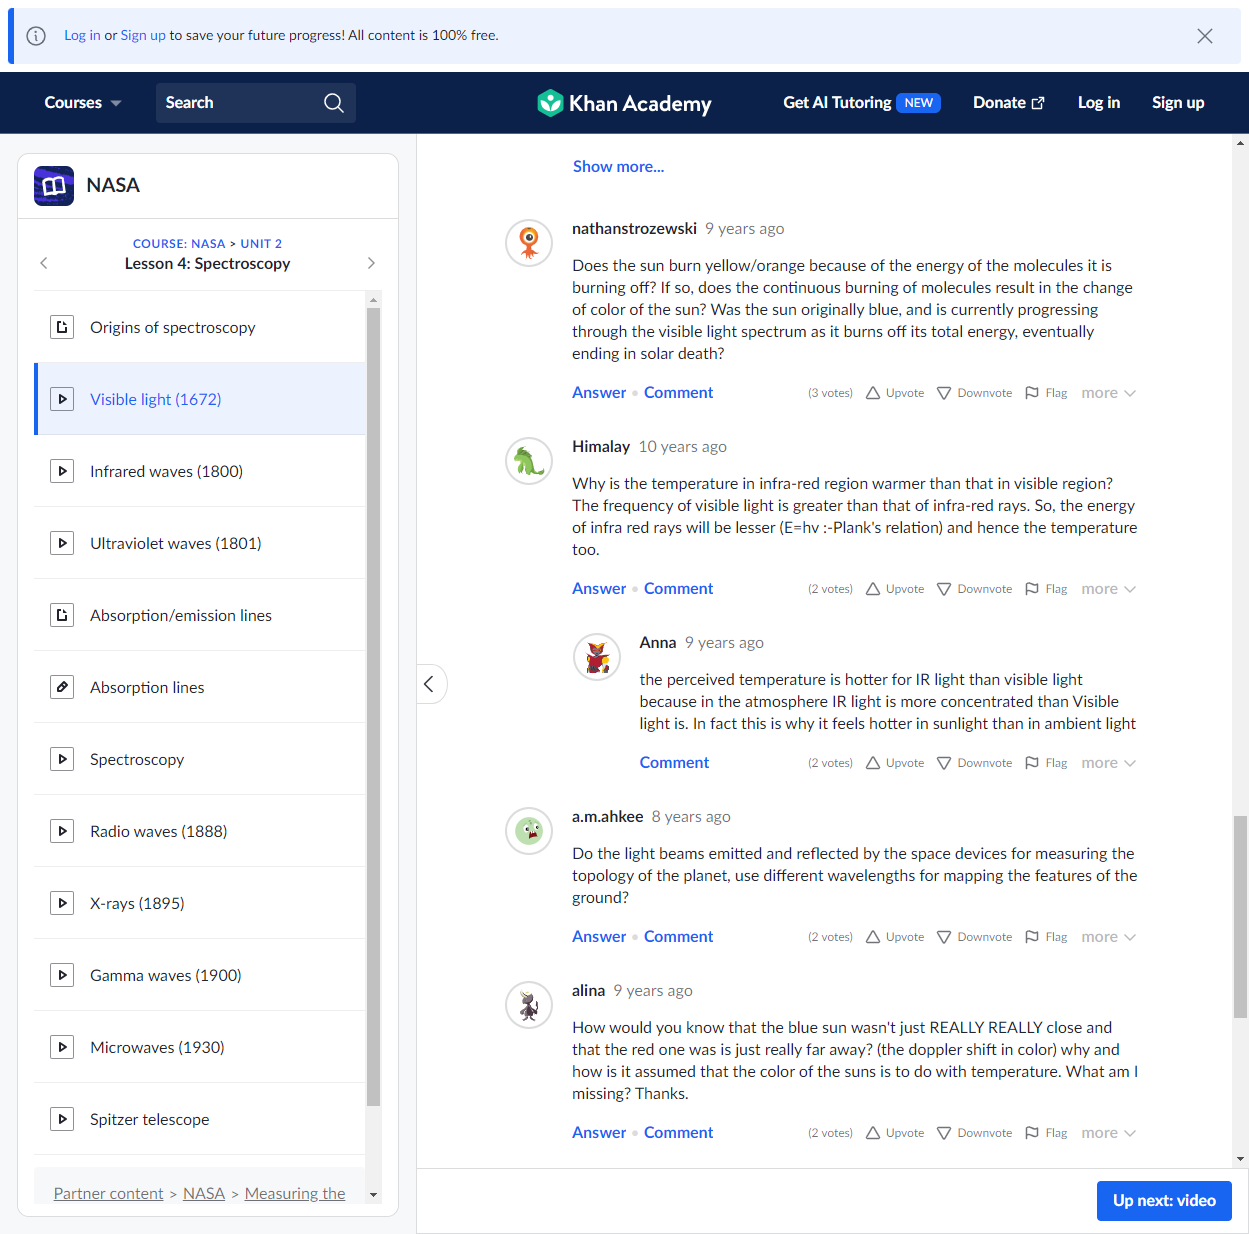 Log in or Sign up to save your future progress! All content is 100% free.
Courses
Search
Khan Academy
Get AI Tutoring NEW
Donate
Log in
Sign up
NASA
COURSE: NASA > UNIT 2
Lesson 4: Spectroscopy
Origins of spectroscopy
Visible light (1672)
Infrared waves (1800)
Ultraviolet waves (1801)
Absorption/emission lines
Absorption lines
Spectroscopy
Radio waves (1888)
X-rays (1895)
Gamma waves (1900)
Microwaves (1930)
Spitzer telescope
Partner content > NASA > Measuring the
Show more...
nathanstrozewski 9 years ago
Does the sun burn yellow/orange because of the energy of the molecules it is
burning off? If so, does the continuous burning of molecules result in the change
of color of the sun? Was the sun originally blue, and is currently progressing
through the visible light spectrum as it burns off its total energy, eventually
ending in solar death?
Answer • Comment (3 votes) Upvote Downvote Flag more
Himalay 10 years ago
Why is the temperature in infra-red region warmer than that in visible region?
The frequency of visible light is greater than that of infra-red rays. So, the energy
of infra red rays will be lesser (E=hv :-Plank's relation) and hence the temperature
too.
Answer • Comment (2 votes) Upvote Downvote Flag more
Anna 9 years ago
the perceived temperature is hotter for IR light than visible light
because in the atmosphere IR light is more concentrated than Visible
light is. In fact this is why it feels hotter in sunlight than in ambient light
Comment (2 votes) Upvote Downvote Flag more
a.m.ahkee 8 years ago
Do the light beams emitted and reflected by the space devices for measuring the
topology of the planet, use different wavelengths for mapping the features of the
ground?
Answer • Comment (2 votes) Upvote Downvote Flag more
alina 9 years ago
How would you know that the blue sun wasn't just REALLY REALLY close and
that the red one was is just really far away? (the doppler shift in color) why and
how is it assumed that the color of the suns is to do with temperature. What am I
missing? Thanks.
Answer • Comment (2 votes) Upvote Downvote Flag more
Up next: video